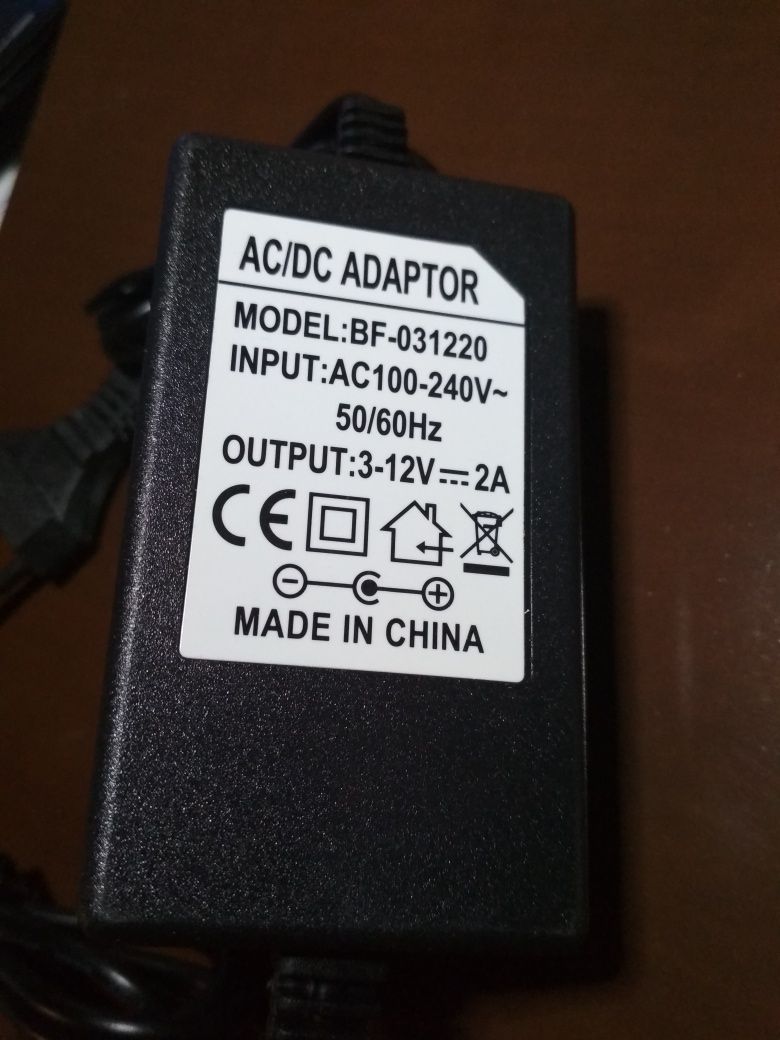 AC/DC ADAPTOR
MODEL:BF-031220
INPUT:AC100-240V~
50/60Hz
OUTPUT:3-12V⎓2A
CE
MADE IN CHINA